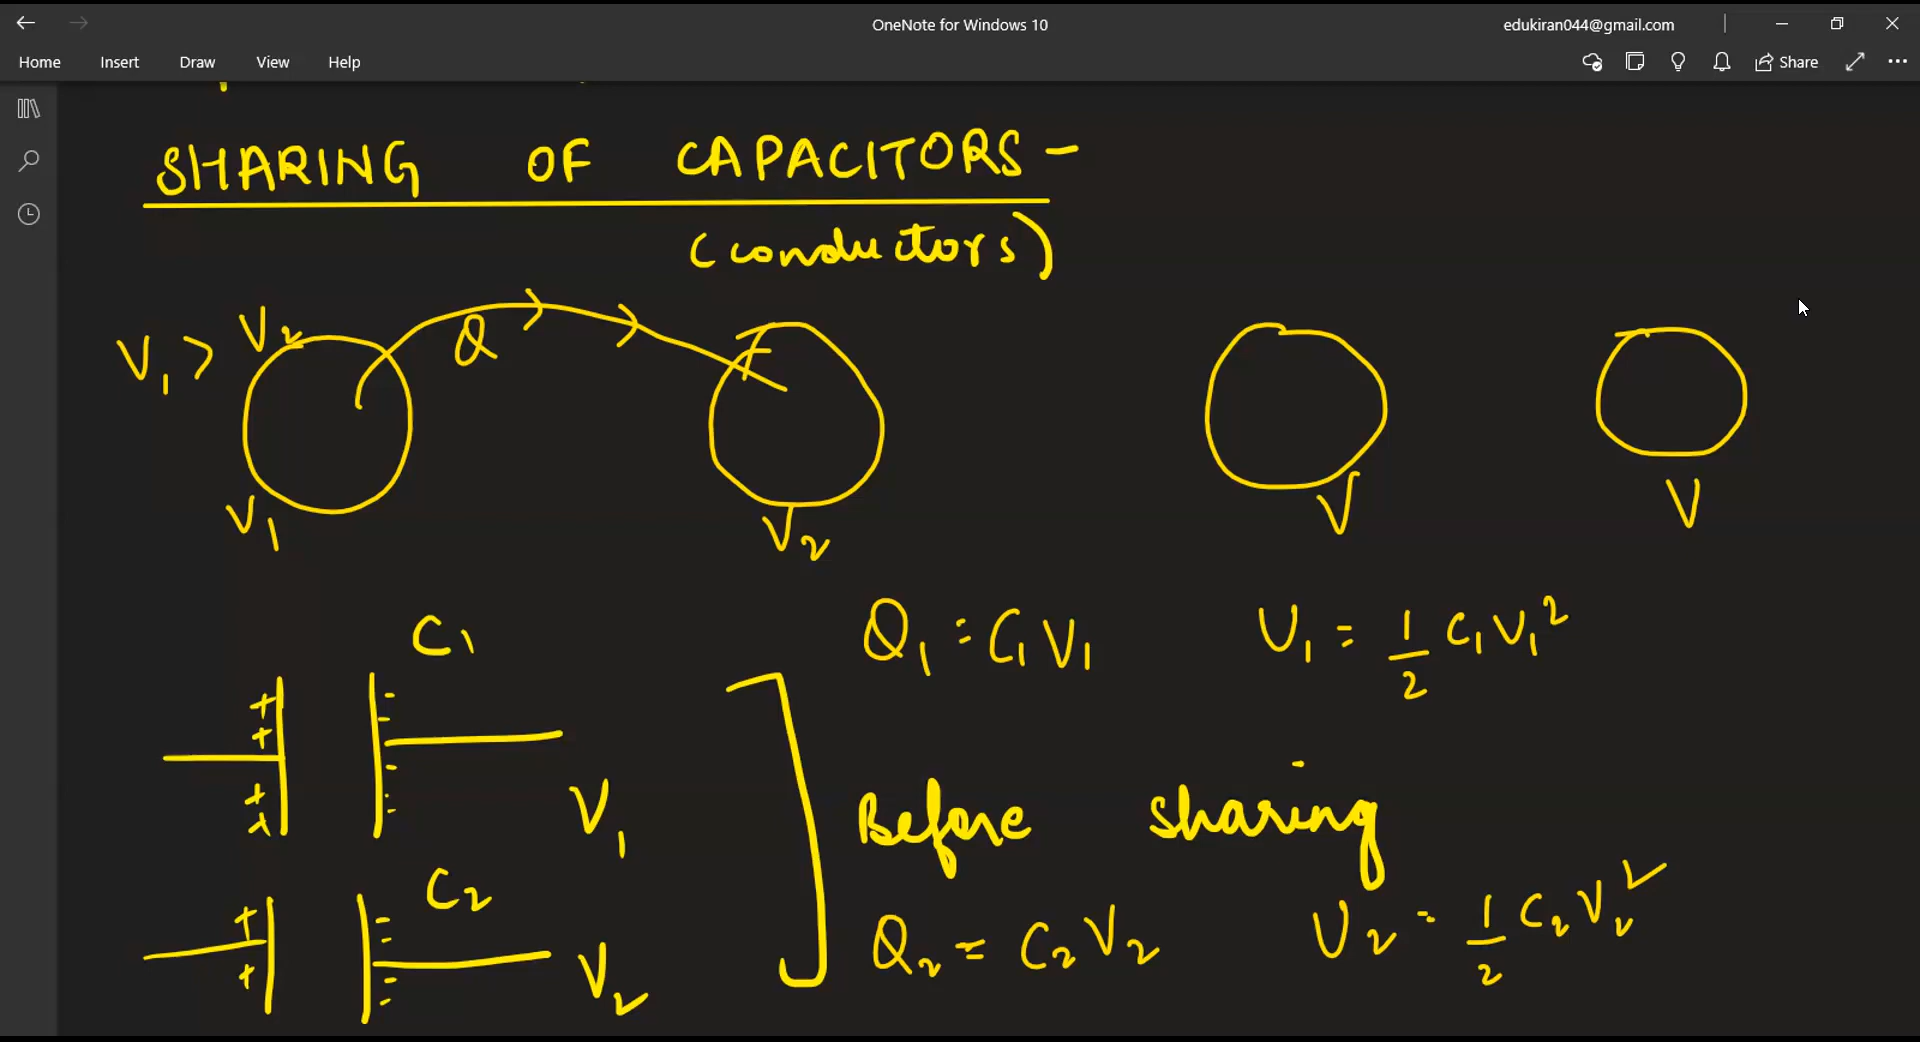 OneNote for Windows 10
edukiran044@gmail.com
Home Insert Draw View Help
Share
SHARING OF CAPACITORS -
(conductors)
V₁ > V₂
Q
V₁
V₂
V
V
C₁
Q₁ = C₁V₁
U₁ = 1/2 C₁V₁²
+ +
+ +
V₁
Before sharing
C₂
+ +
V₂
Q₂ = C₂V₂
U₂ = 1/2 C₂V₂²